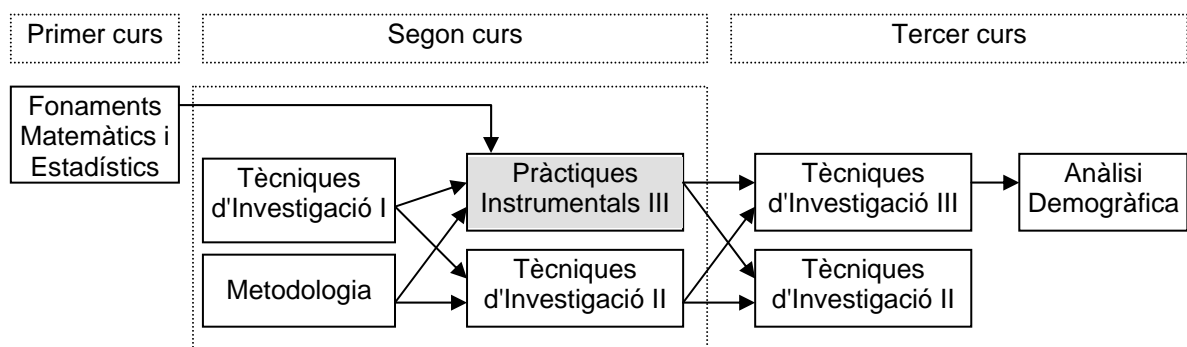 Primer curs
Segon curs
Tercer curs
Fonaments
Matemàtics i
Estadístics
Tècniques
d'Investigació I
Metodologia
Pràctiques
Instrumentals III
Tècniques
d'Investigació II
Tècniques
d'Investigació III
Tècniques
d'Investigació II
Anàlisi
Demogràfica